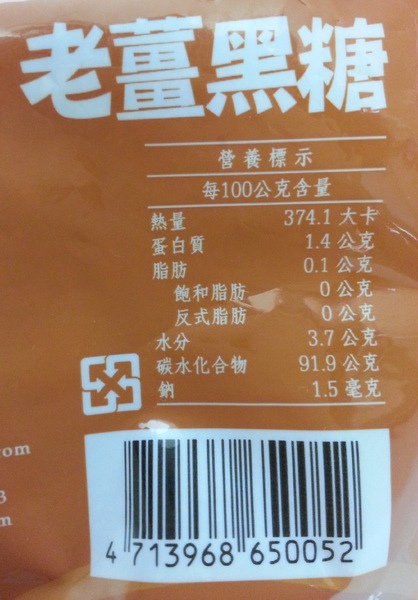 老薑黑糖
營養標示
每100公克含量
熱量 374.1 大卡
蛋白質 1.4 公克
脂肪 0.1 公克
飽和脂肪 0 公克
反式脂肪 0 公克
水分 3.7 公克
碳水化合物 91.9 公克
鈉 1.5 毫克
om
3
m
4 713968 650052